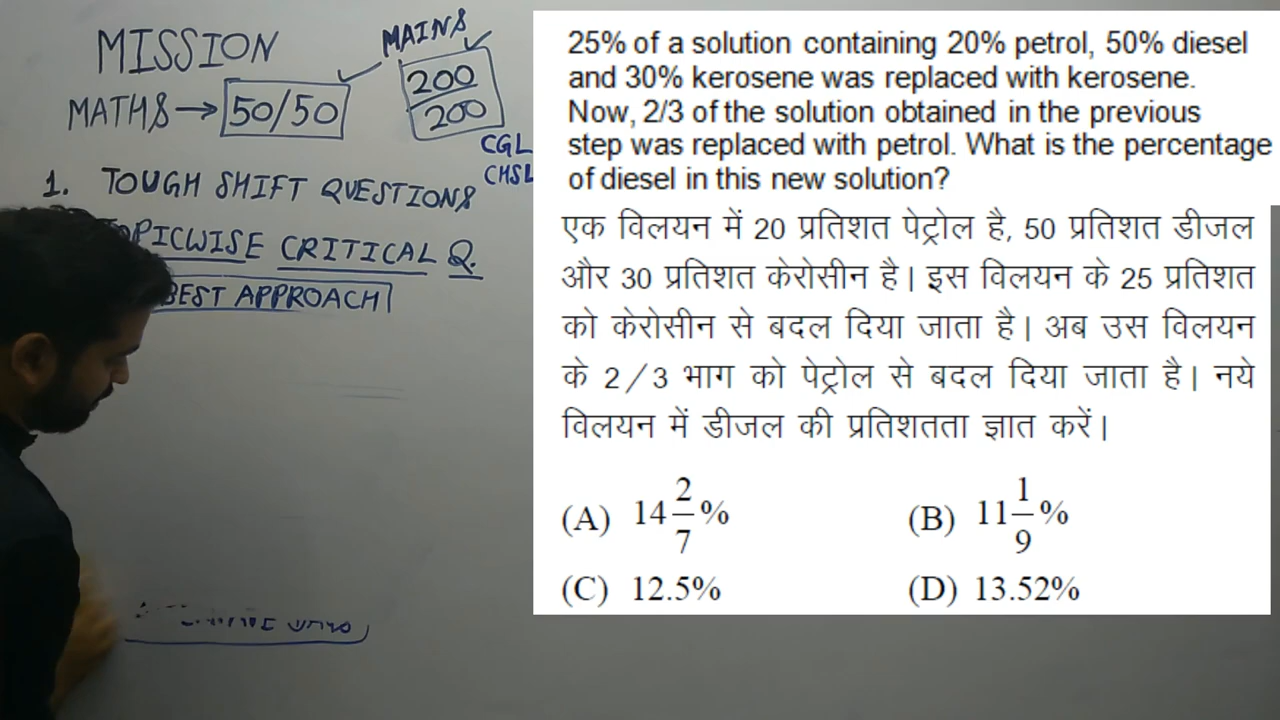 MISSION
MATHS → 50/50
MAINS
200
200
CGL
CHSL
1. TOUGH SHIFT QUESTIONS
TOPICWISE CRITICAL Q.
BEST APPROACH
25% of a solution containing 20% petrol, 50% diesel
and 30% kerosene was replaced with kerosene.
Now, 2/3 of the solution obtained in the previous
step was replaced with petrol. What is the percentage
of diesel in this new solution?
एक विलयन में 20 प्रतिशत पेट्रोल है, 50 प्रतिशत डीजल
और 30 प्रतिशत केरोसीन है। इस विलयन के 25 प्रतिशत
को केरोसीन से बदल दिया जाता है। अब उस विलयन
के 2/3 भाग को पेट्रोल से बदल दिया जाता है। नये
विलयन में डीजल की प्रतिशतता ज्ञात करें।
(A) 14 2/7 %
(B) 11 1/9 %
(C) 12.5%
(D) 13.52%